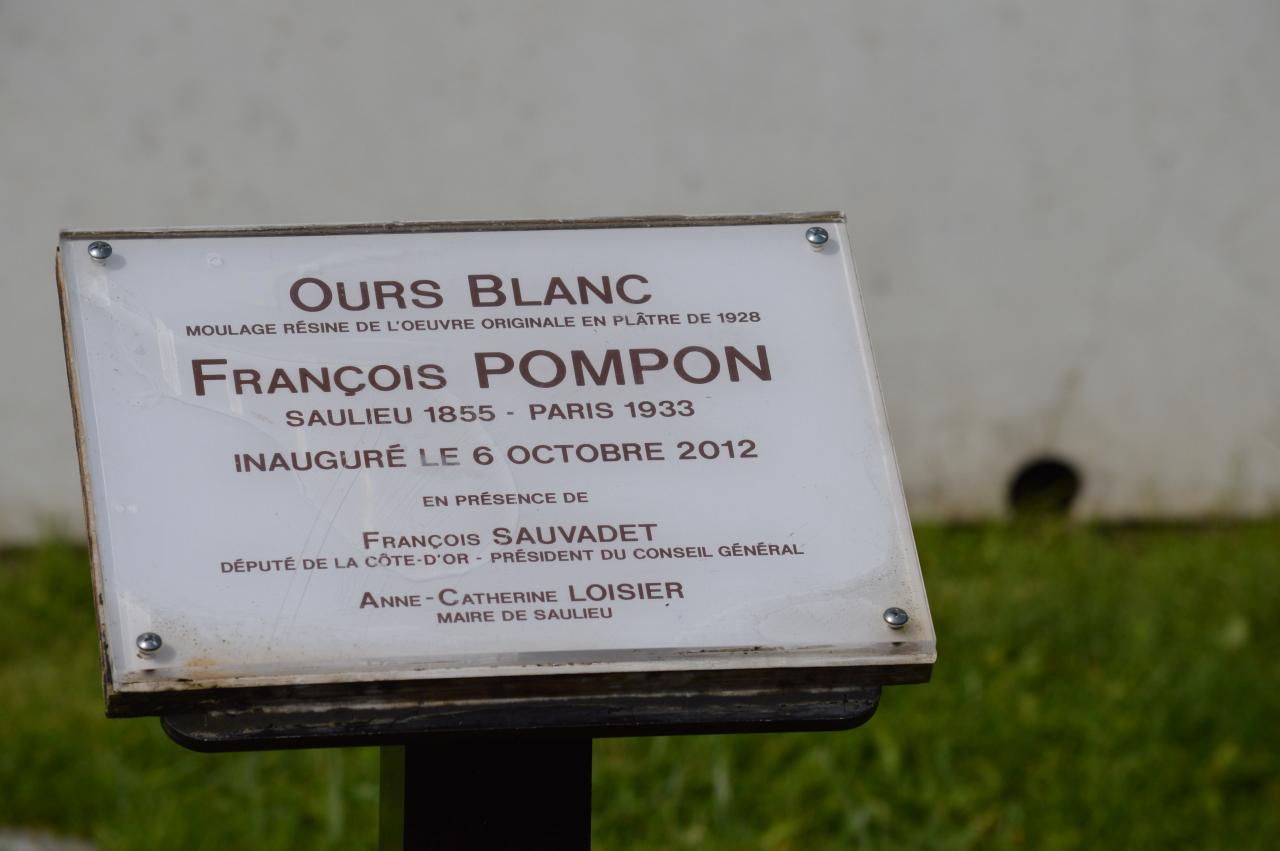 OURS BLANC
MOULAGE RÉSINE DE L'OEUVRE ORIGINALE EN PLÂTRE DE 1928
FRANÇOIS POMPON
SAULIEU 1855 - PARIS 1933
INAUGURÉ LE 6 OCTOBRE 2012
EN PRÉSENCE DE
FRANÇOIS SAUVADET
DÉPUTÉ DE LA CÔTE-D'OR - PRÉSIDENT DU CONSEIL GÉNÉRAL
ANNE-CATHERINE LOISIER
MAIRE DE SAULIEU